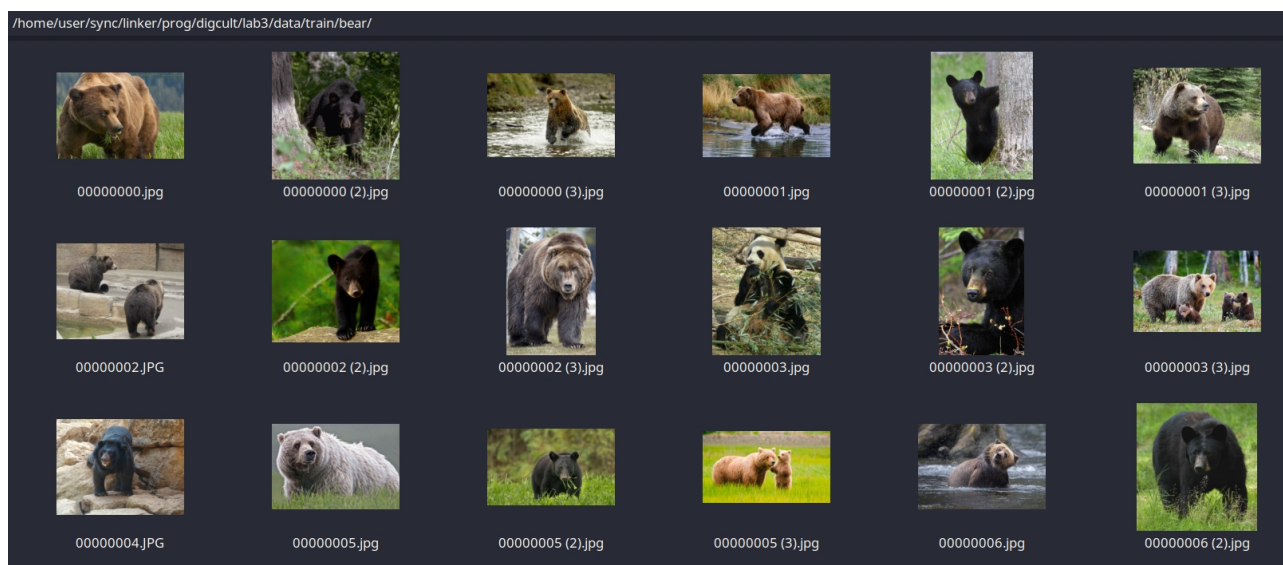 /home/user/sync/linker/prog/digcult/lab3/data/train/bear/
00000000.jpg
00000000 (2).jpg
00000000 (3).jpg
00000001.jpg
00000001 (2).jpg
00000001 (3).jpg
00000002.JPG
00000002 (2).jpg
00000002 (3).jpg
00000003.jpg
00000003 (2).jpg
00000003 (3).jpg
00000004.JPG
00000005.jpg
00000005 (2).jpg
00000005 (3).jpg
00000006.jpg
00000006 (2).jpg